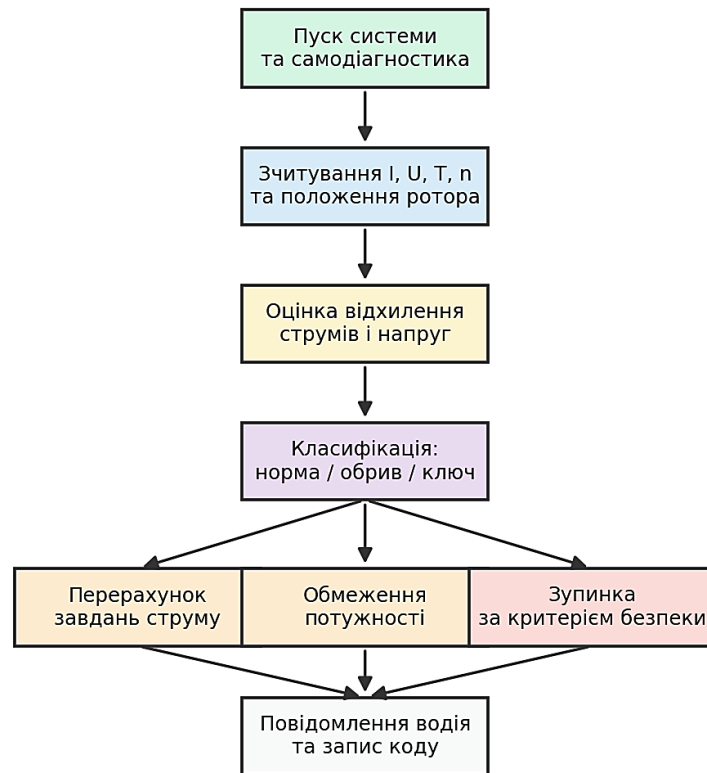 Пуск системи
та самодіагностика
Зчитування I, U, T, n
та положення ротора
Оцінка відхилення
струмів і напруг
Класифікація:
норма / обрив / ключ
Перерахунок
завдань струму
Обмеження
потужності
Зупинка
за критерієм безпеки
Повідомлення водія
та запис коду